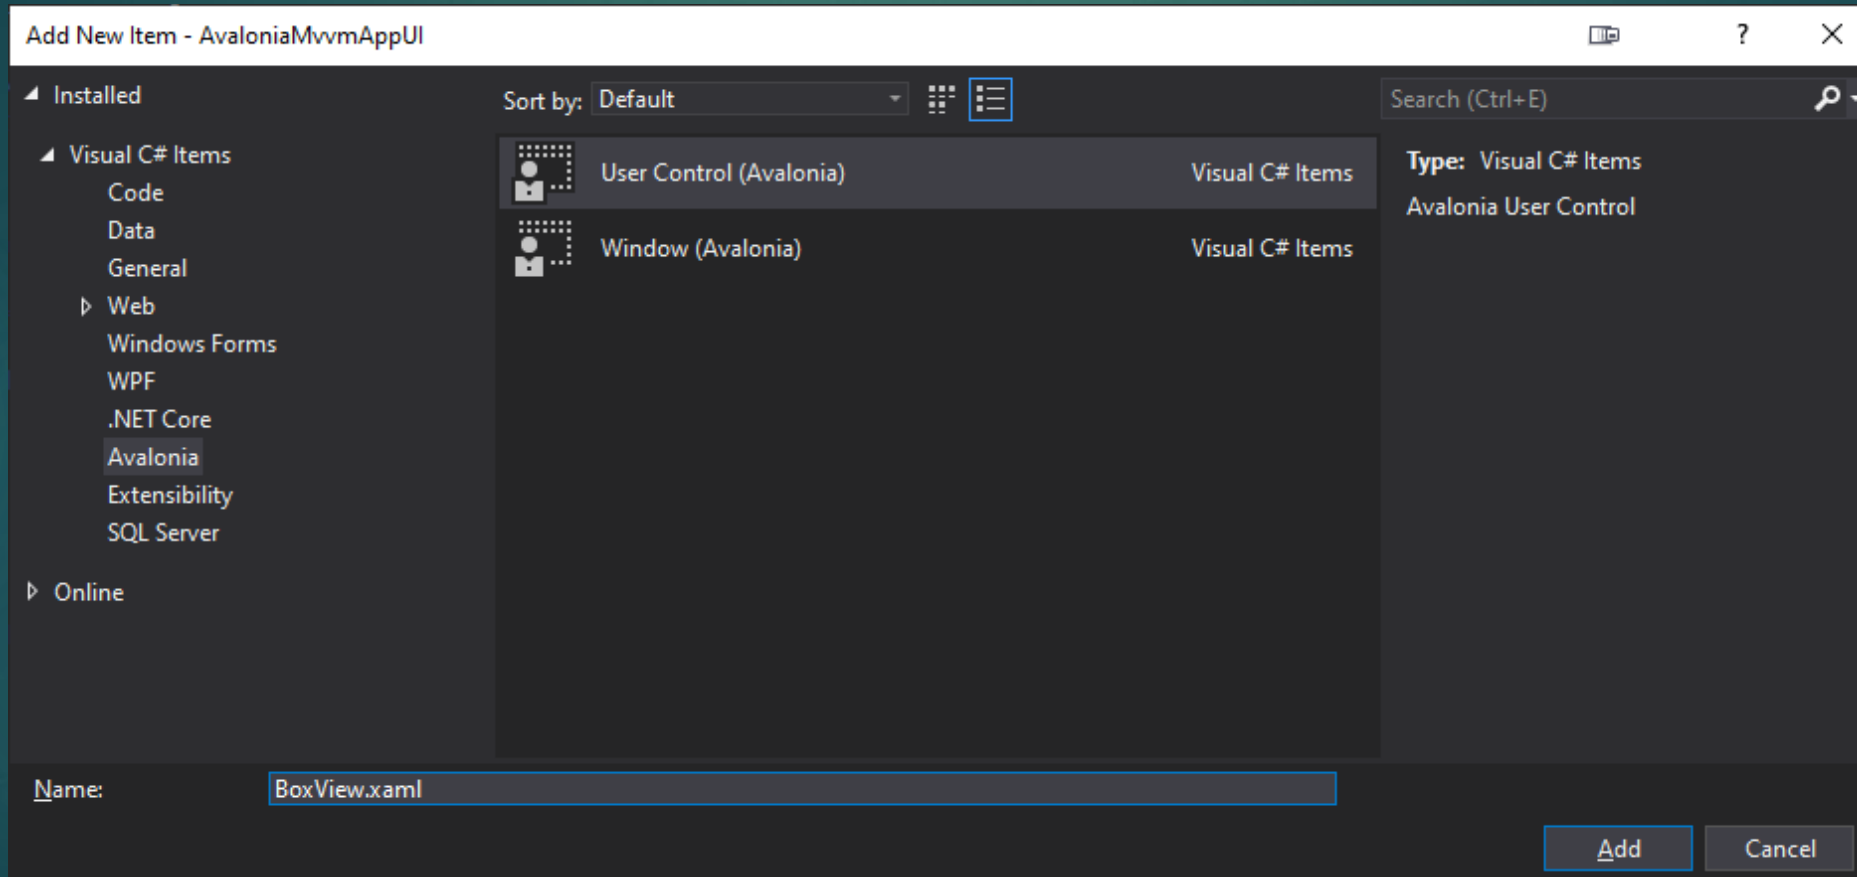 Add New Item - AvaloniaMvvmAppUI
?
Installed
Sort by: Default
Search (Ctrl+E)
Visual C# Items
Code
Data
General
Web
Windows Forms
WPF
.NET Core
Avalonia
Extensibility
SQL Server
Online
User Control (Avalonia) Visual C# Items
Window (Avalonia) Visual C# Items
Type: Visual C# Items
Avalonia User Control
Name: BoxView.xaml
Add Cancel